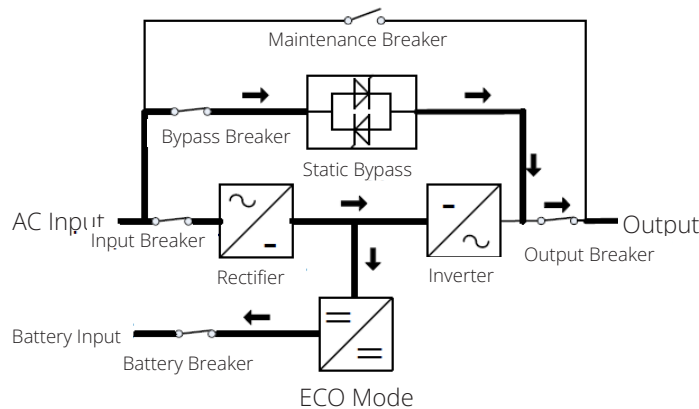 Maintenance Breaker
Bypass Breaker
Static Bypass
AC Input
Input Breaker
Output
Output Breaker
Rectifier
Inverter
Battery Input
Battery Breaker
ECO Mode